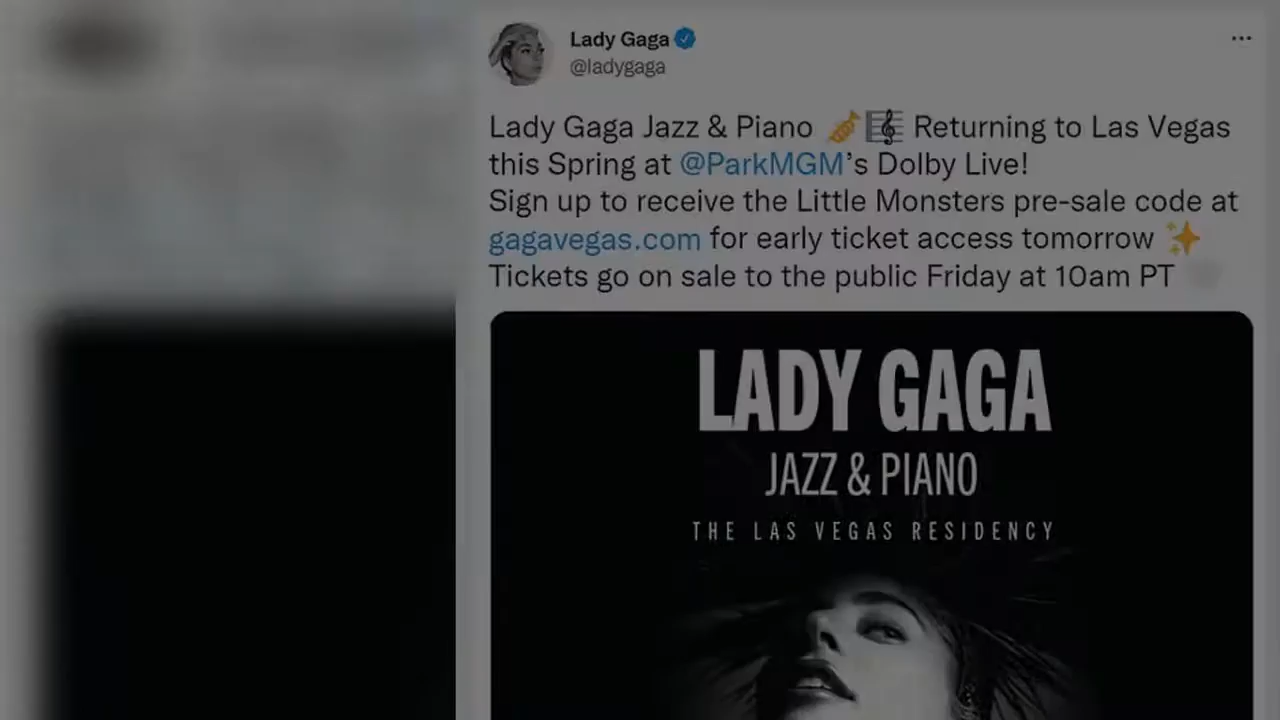 Lady Gaga
@ladygaga
Lady Gaga Jazz & Piano 🎺🎼 Returning to Las Vegas
this Spring at @ParkMGM’s Dolby Live!
Sign up to receive the Little Monsters pre-sale code at
gagavegas.com for early ticket access tomorrow ✨
Tickets go on sale to the public Friday at 10am PT
LADY GAGA
JAZZ & PIANO
THE LAS VEGAS RESIDENCY